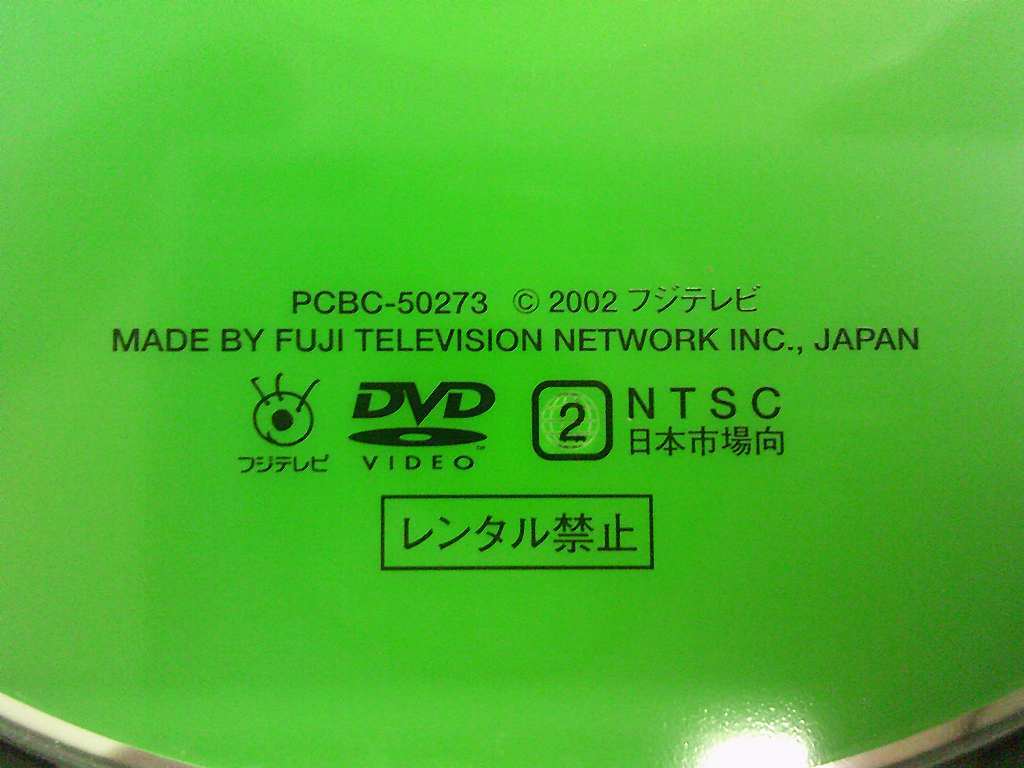 PCBC-50273 © 2002 フジテレビ
MADE BY FUJI TELEVISION NETWORK INC., JAPAN
フジテレビ
DVD
VIDEO
TM
2
NTSC
日本市場向
レンタル禁止